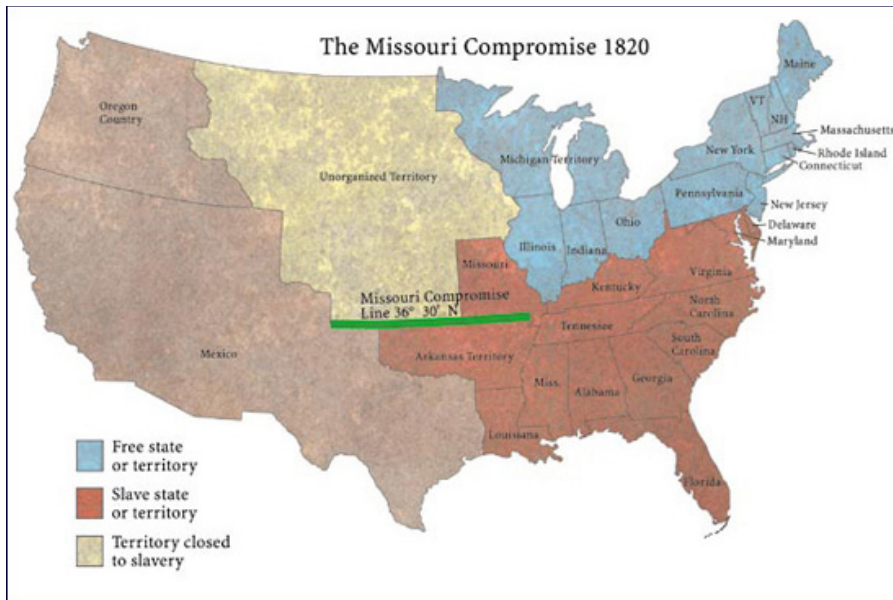 The Missouri Compromise 1820
Oregon
Country
Unorganized Territory
Michigan Territory
Maine
VT
NH
Massachusetts
New York
Rhode Island
Connecticut
Pennsylvania
New Jersey
Ohio
Delaware
Maryland
Illinois
Indiana
Missouri
Virginia
Kentucky
Missouri Compromise
Line 36° 30' N
North
Carolina
Tennessee
Mexico
Arkansas Territory
South
Carolina
Miss.
Alabama
Georgia
Louisiana
Florida
Free state
or territory
Slave state
or territory
Territory closed
to slavery